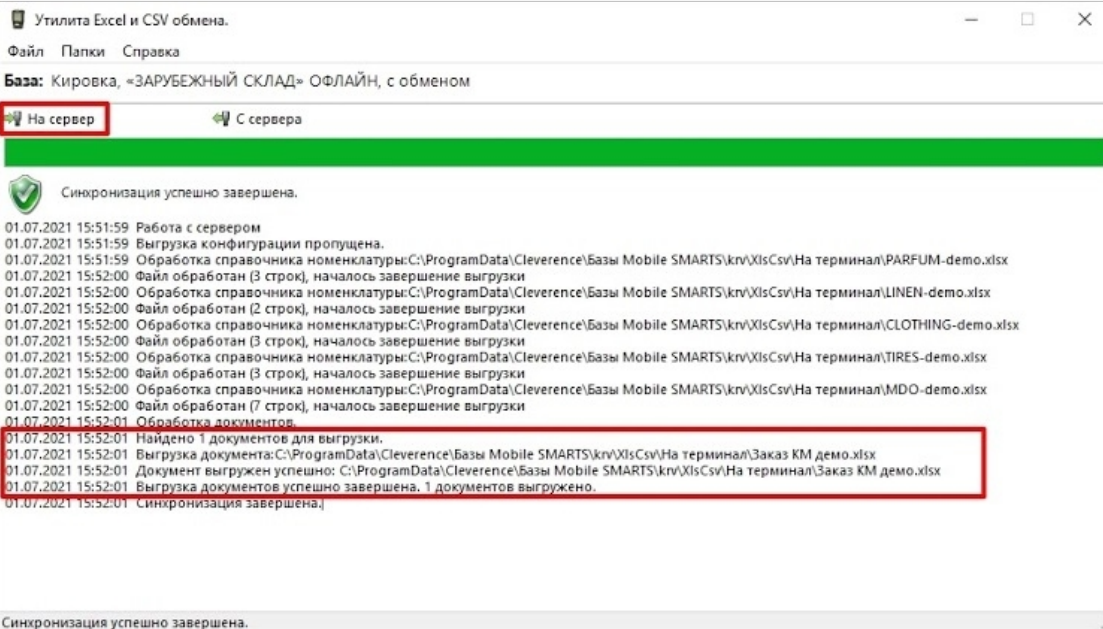 Утилита Excel и CSV обмена.
Файл Папки Справка
База: Кировка, «ЗАРУБЕЖНЫЙ СКЛАД» ОФЛАЙН, с обменом
На сервер С сервера
Синхронизация успешно завершена.
01.07.2021 15:51:59 Работа с сервером
01.07.2021 15:51:59 Выгрузка конфигурации пропущена.
01.07.2021 15:51:59 Обработка справочника номенклатуры:C:\ProgramData\Cleverence\Базы Mobile SMARTS\krv\XlsCsv\На терминал\PARFUM-demo.xlsx
01.07.2021 15:52:00 Файл обработан (3 строк), началось завершение выгрузки
01.07.2021 15:52:00 Обработка справочника номенклатуры:C:\ProgramData\Cleverence\Базы Mobile SMARTS\krv\XlsCsv\На терминал\LINEN-demo.xlsx
01.07.2021 15:52:00 Файл обработан (2 строк), началось завершение выгрузки
01.07.2021 15:52:00 Обработка справочника номенклатуры:C:\ProgramData\Cleverence\Базы Mobile SMARTS\krv\XlsCsv\На терминал\CLOTHING-demo.xlsx
01.07.2021 15:52:00 Файл обработан (3 строк), началось завершение выгрузки
01.07.2021 15:52:00 Обработка справочника номенклатуры:C:\ProgramData\Cleverence\Базы Mobile SMARTS\krv\XlsCsv\На терминал\TIRES-demo.xlsx
01.07.2021 15:52:00 Файл обработан (3 строк), началось завершение выгрузки
01.07.2021 15:52:00 Обработка справочника номенклатуры:C:\ProgramData\Cleverence\Базы Mobile SMARTS\krv\XlsCsv\На терминал\MDO-demo.xlsx
01.07.2021 15:52:00 Файл обработан (7 строк), началось завершение выгрузки
01.07.2021 15:52:01 Обработка документов.
01.07.2021 15:52:01 Найдено 1 документов для выгрузки.
01.07.2021 15:52:01 Выгрузка документа:C:\ProgramData\Cleverence\Базы Mobile SMARTS\krv\XlsCsv\На терминал\Заказ КМ демо.xlsx
01.07.2021 15:52:01 Документ выгружен успешно: C:\ProgramData\Cleverence\Базы Mobile SMARTS\krv\XlsCsv\На терминал\Заказ КМ демо.xlsx
01.07.2021 15:52:01 Выгрузка документов успешно завершена. 1 документов выгружено.
01.07.2021 15:52:01 Синхронизация завершена.
Синхронизация успешно завершена.